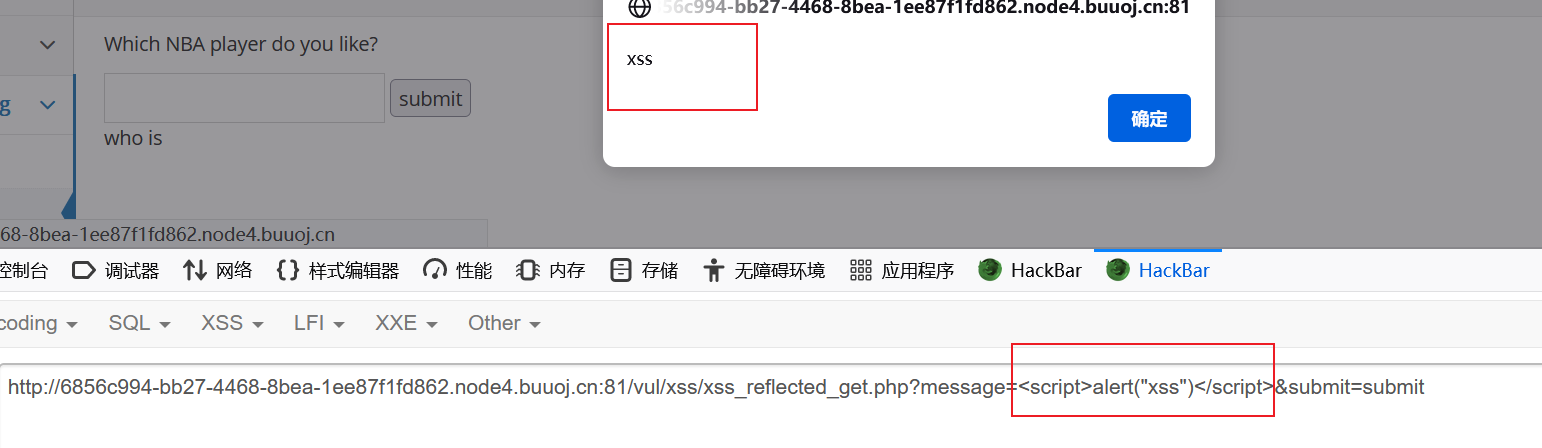 56c994-bb27-4468-8bea-1ee87f1fd862.node4.buuoj.cn:81
Which NBA player do you like?
xss
g
submit
确定
who is
68-8bea-1ee87f1fd862.node4.buuoj.cn
控制台 调试器 网络 样式编辑器 性能 内存 存储 无障碍环境 应用程序 HackBar HackBar
coding SQL XSS LFI XXE Other
http://6856c994-bb27-4468-8bea-1ee87f1fd862.node4.buuoj.cn:81/vul/xss/xss_reflected_get.php?message=<script>alert("xss")</script>&submit=submit